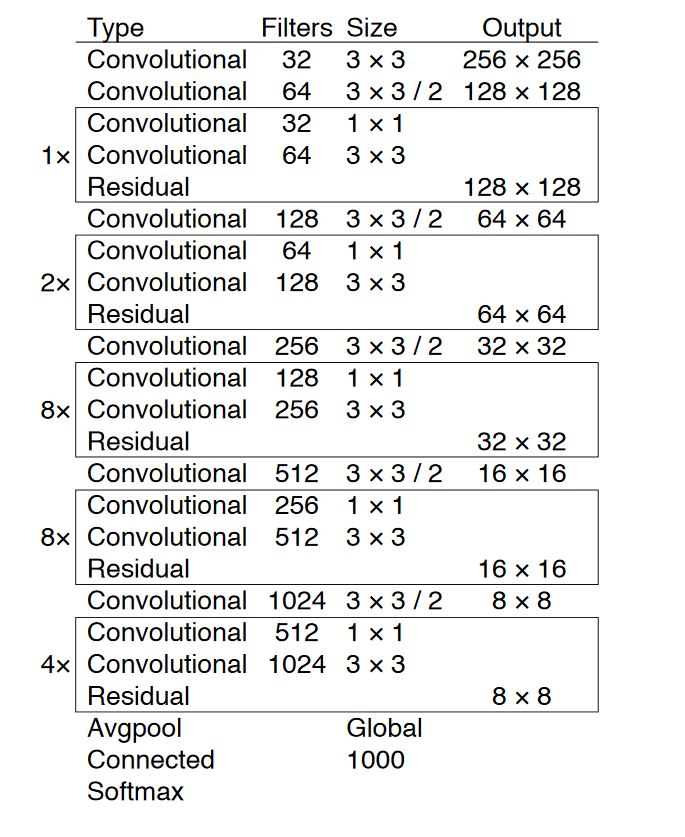 Type Filters Size Output
Convolutional 32 3 × 3 256 × 256
Convolutional 64 3 × 3 / 2 128 × 128
Convolutional 32 1 × 1
1× Convolutional 64 3 × 3
Residual 128 × 128
Convolutional 128 3 × 3 / 2 64 × 64
Convolutional 64 1 × 1
2× Convolutional 128 3 × 3
Residual 64 × 64
Convolutional 256 3 × 3 / 2 32 × 32
Convolutional 128 1 × 1
8× Convolutional 256 3 × 3
Residual 32 × 32
Convolutional 512 3 × 3 / 2 16 × 16
Convolutional 256 1 × 1
8× Convolutional 512 3 × 3
Residual 16 × 16
Convolutional 1024 3 × 3 / 2 8 × 8
Convolutional 512 1 × 1
4× Convolutional 1024 3 × 3
Residual 8 × 8
Avgpool Global
Connected 1000
Softmax